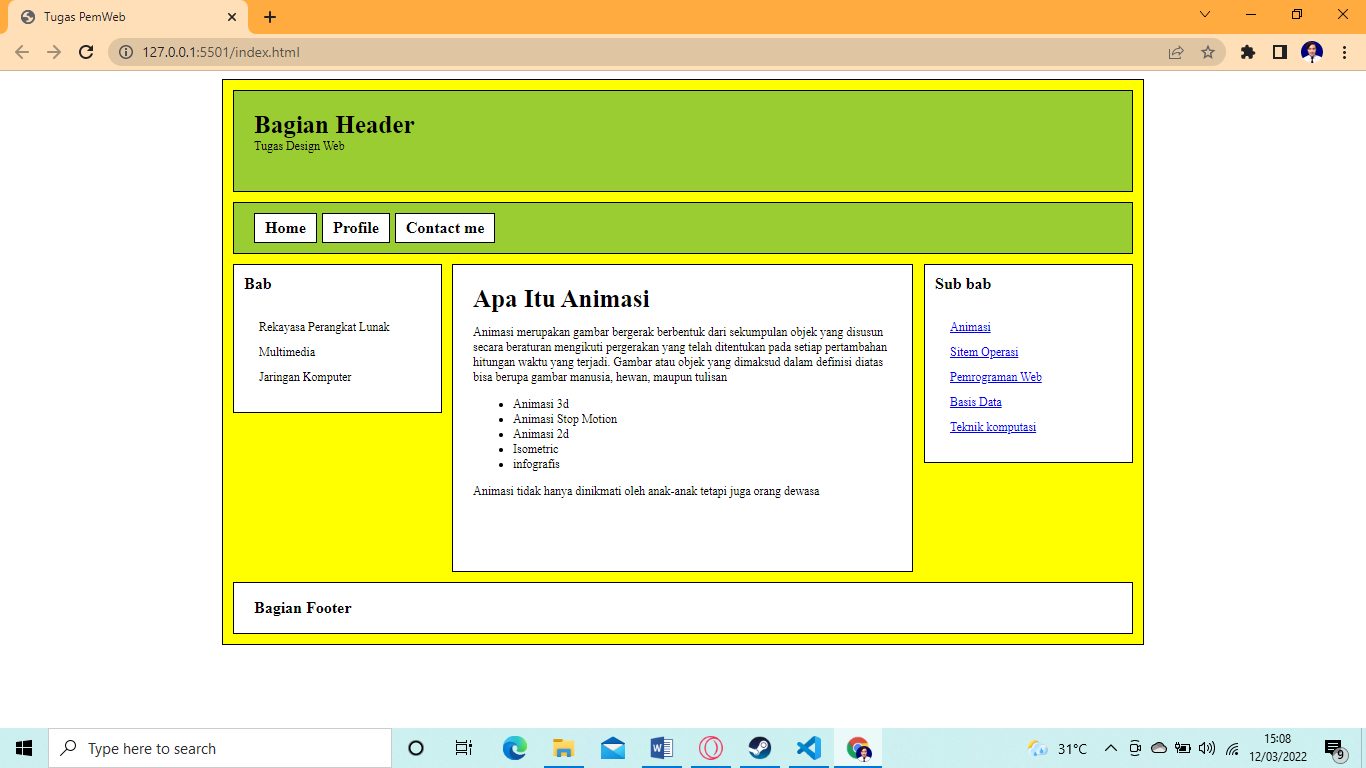 Tugas PemWeb
127.0.0.1:5501/index.html
Bagian Header
Tugas Design Web
Home
Profile
Contact me
Bab
Rekayasa Perangkat Lunak
Multimedia
Jaringan Komputer
Apa Itu Animasi
Animasi merupakan gambar bergerak berbentuk dari sekumpulan objek yang disusun
secara beraturan mengikuti pergerakan yang telah ditentukan pada setiap pertambahan
hitungan waktu yang terjadi. Gambar atau objek yang dimaksud dalam definisi diatas
bisa berupa gambar manusia, hewan, maupun tulisan
Animasi 3d
Animasi Stop Motion
Animasi 2d
Isometric
infografis
Animasi tidak hanya dinikmati oleh anak-anak tetapi juga orang dewasa
Sub bab
Animasi
Sitem Operasi
Pemrograman Web
Basis Data
Teknik komputasi
Bagian Footer
Type here to search
31°C
15:08
12/03/2022
9